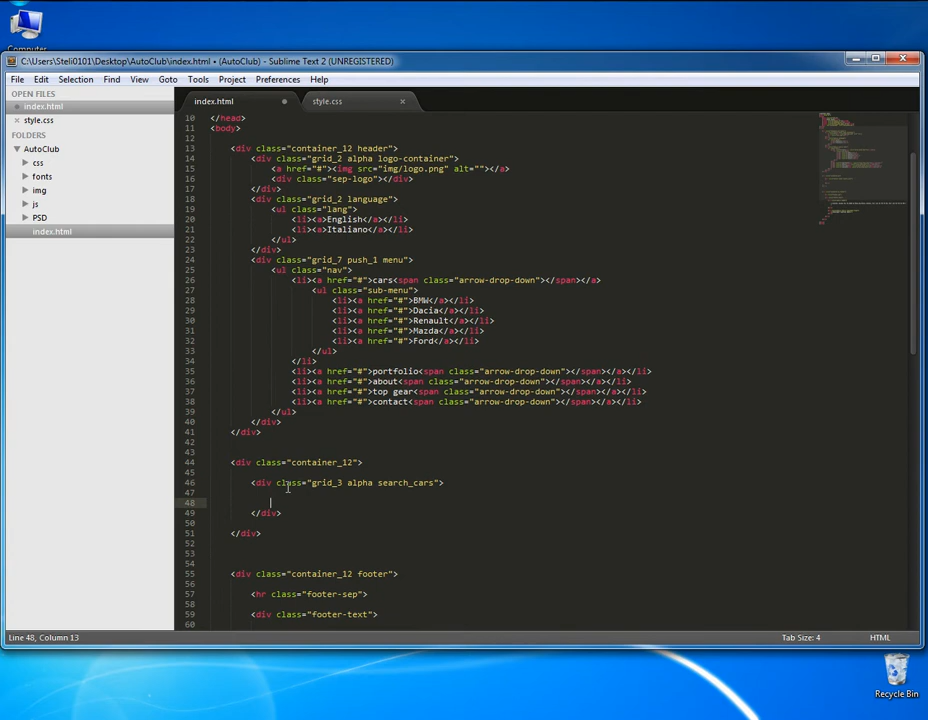 Computer
C:\Users\Steli0101\Desktop\AutoClub\index.html • (AutoClub) - Sublime Text 2 (UNREGISTERED)
File Edit Selection Find View Goto Tools Project Preferences Help
OPEN FILES
index.html
style.css
FOLDERS
AutoClub
css
fonts
img
js
PSD
index.html
index.html
style.css
10 </head>
11 <body>
12
13 <div class="container_12 header">
14 <div class="grid_2 alpha logo-container">
15 <a href="#"><img src="img/logo.png" alt=""></a>
16 <div class="sep-logo"></div>
17 </div>
18 <div class="grid_2 language">
19 <ul class="lang">
20 <li><a>English</a></li>
21 <li><a>Italiano</a></li>
22 </ul>
23 </div>
24 <div class="grid_7 push_1 menu">
25 <ul class="nav">
26 <li><a href="#">cars<span class="arrow-drop-down"></span></a>
27 <ul class="sub-menu">
28 <li><a href="#">BMW</a></li>
29 <li><a href="#">Dacia</a></li>
30 <li><a href="#">Renault</a></li>
31 <li><a href="#">Mazda</a></li>
32 <li><a href="#">Ford</a></li>
33 </ul>
34 </li>
35 <li><a href="#">portfolio<span class="arrow-drop-down"></span></a></li>
36 <li><a href="#">about<span class="arrow-drop-down"></span></a></li>
37 <li><a href="#">top gear<span class="arrow-drop-down"></span></a></li>
38 <li><a href="#">contact<span class="arrow-drop-down"></span></a></li>
39 </ul>
40 </div>
41 </div>
42
43
44 <div class="container_12">
45
46 <div class="grid_3 alpha search_cars">
47
48
49 </div>
50
51 </div>
52
53
54
55 <div class="container_12 footer">
56
57 <hr class="footer-sep">
58
59 <div class="footer-text">
60
Line 48, Column 13
Tab Size: 4
HTML
Recycle Bin